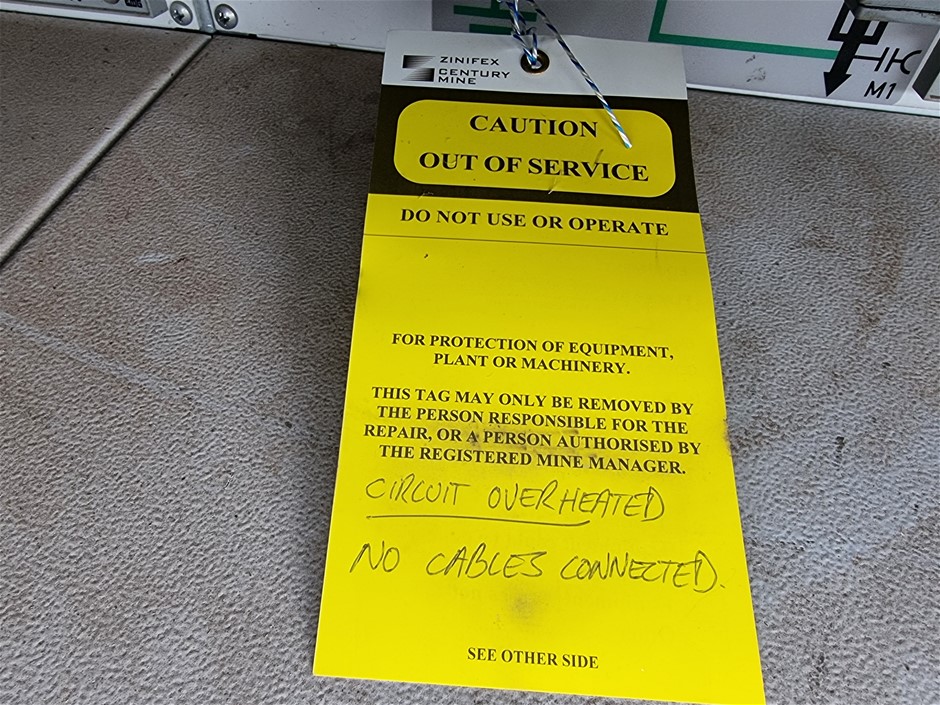 ZINIFEX
CENTURY
MINE
M1
CAUTION
OUT OF SERVICE
DO NOT USE OR OPERATE
FOR PROTECTION OF EQUIPMENT,
PLANT OR MACHINERY.
THIS TAG MAY ONLY BE REMOVED BY
THE PERSON RESPONSIBLE FOR THE
REPAIR, OR A PERSON AUTHORISED BY
THE REGISTERED MINE MANAGER.
CIRCUIT OVERHEATED
NO CABLES CONNECTED.
SEE OTHER SIDE